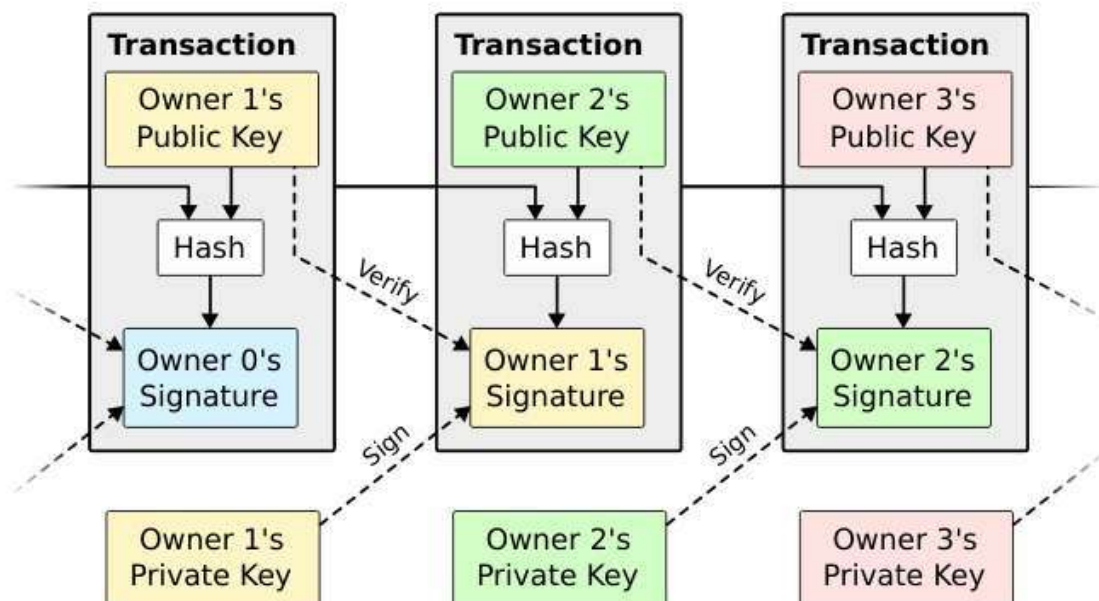 Transaction
Owner 1's
Public Key
Hash
Owner 0's
Signature
Transaction
Owner 2's
Public Key
Hash
Verify
Owner 1's
Signature
Sign
Transaction
Owner 3's
Public Key
Hash
Verify
Owner 2's
Signature
Sign
Owner 1's
Private Key
Owner 2's
Private Key
Owner 3's
Private Key